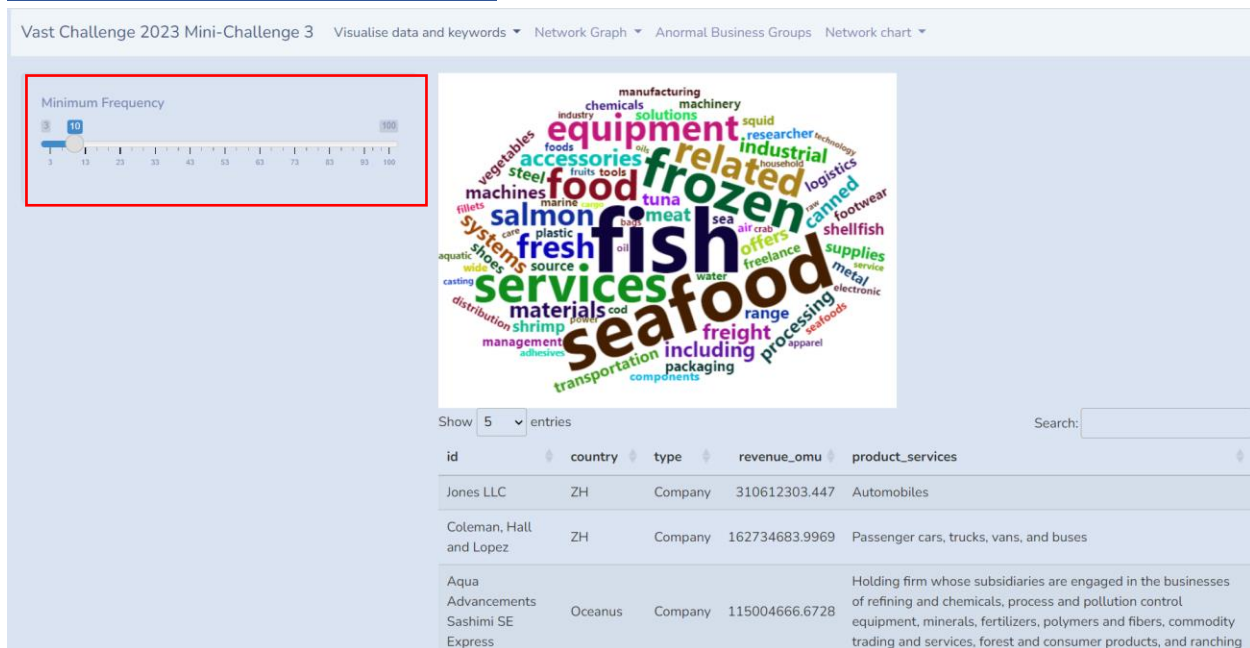 Vast Challenge 2023 Mini-Challenge 3 Visualise data and keywords Network Graph Anormal Business Groups Network chart
Minimum Frequency
3 10 100
3 13 23 33 43 53 63 73 83 93 100
manufacturing
chemicals machinery
industry solutions squid
equipment researcher technology
vegetables foods oils industrial
accessories frozen related household
steel fruits tools logistics
machines food tuna raw canned footwear
fillets marine cargo
salmon bags meat sea air crab shellfish
systems care plastic fish offers
fresh oil freelance supplies
aquatic shoes source water metal service
wide services seafood electronic
casting
distribution materials cod range processing seafoods
shrimp power freight
management including apparel
adhesives packaging
transportation components
Show 5 entries Search:
id country type revenue_omu product_services
Jones LLC ZH Company 310612303.447 Automobiles
Coleman, Hall
and Lopez ZH Company 162734683.9969 Passenger cars, trucks, vans, and buses
Aqua Holding firm whose subsidiaries are engaged in the businesses
Advancements of refining and chemicals, process and pollution control
Sashimi SE Oceanus Company 115004666.6728 equipment, minerals, fertilizers, polymers and fibers, commodity
Express trading and services, forest and consumer products, and ranching